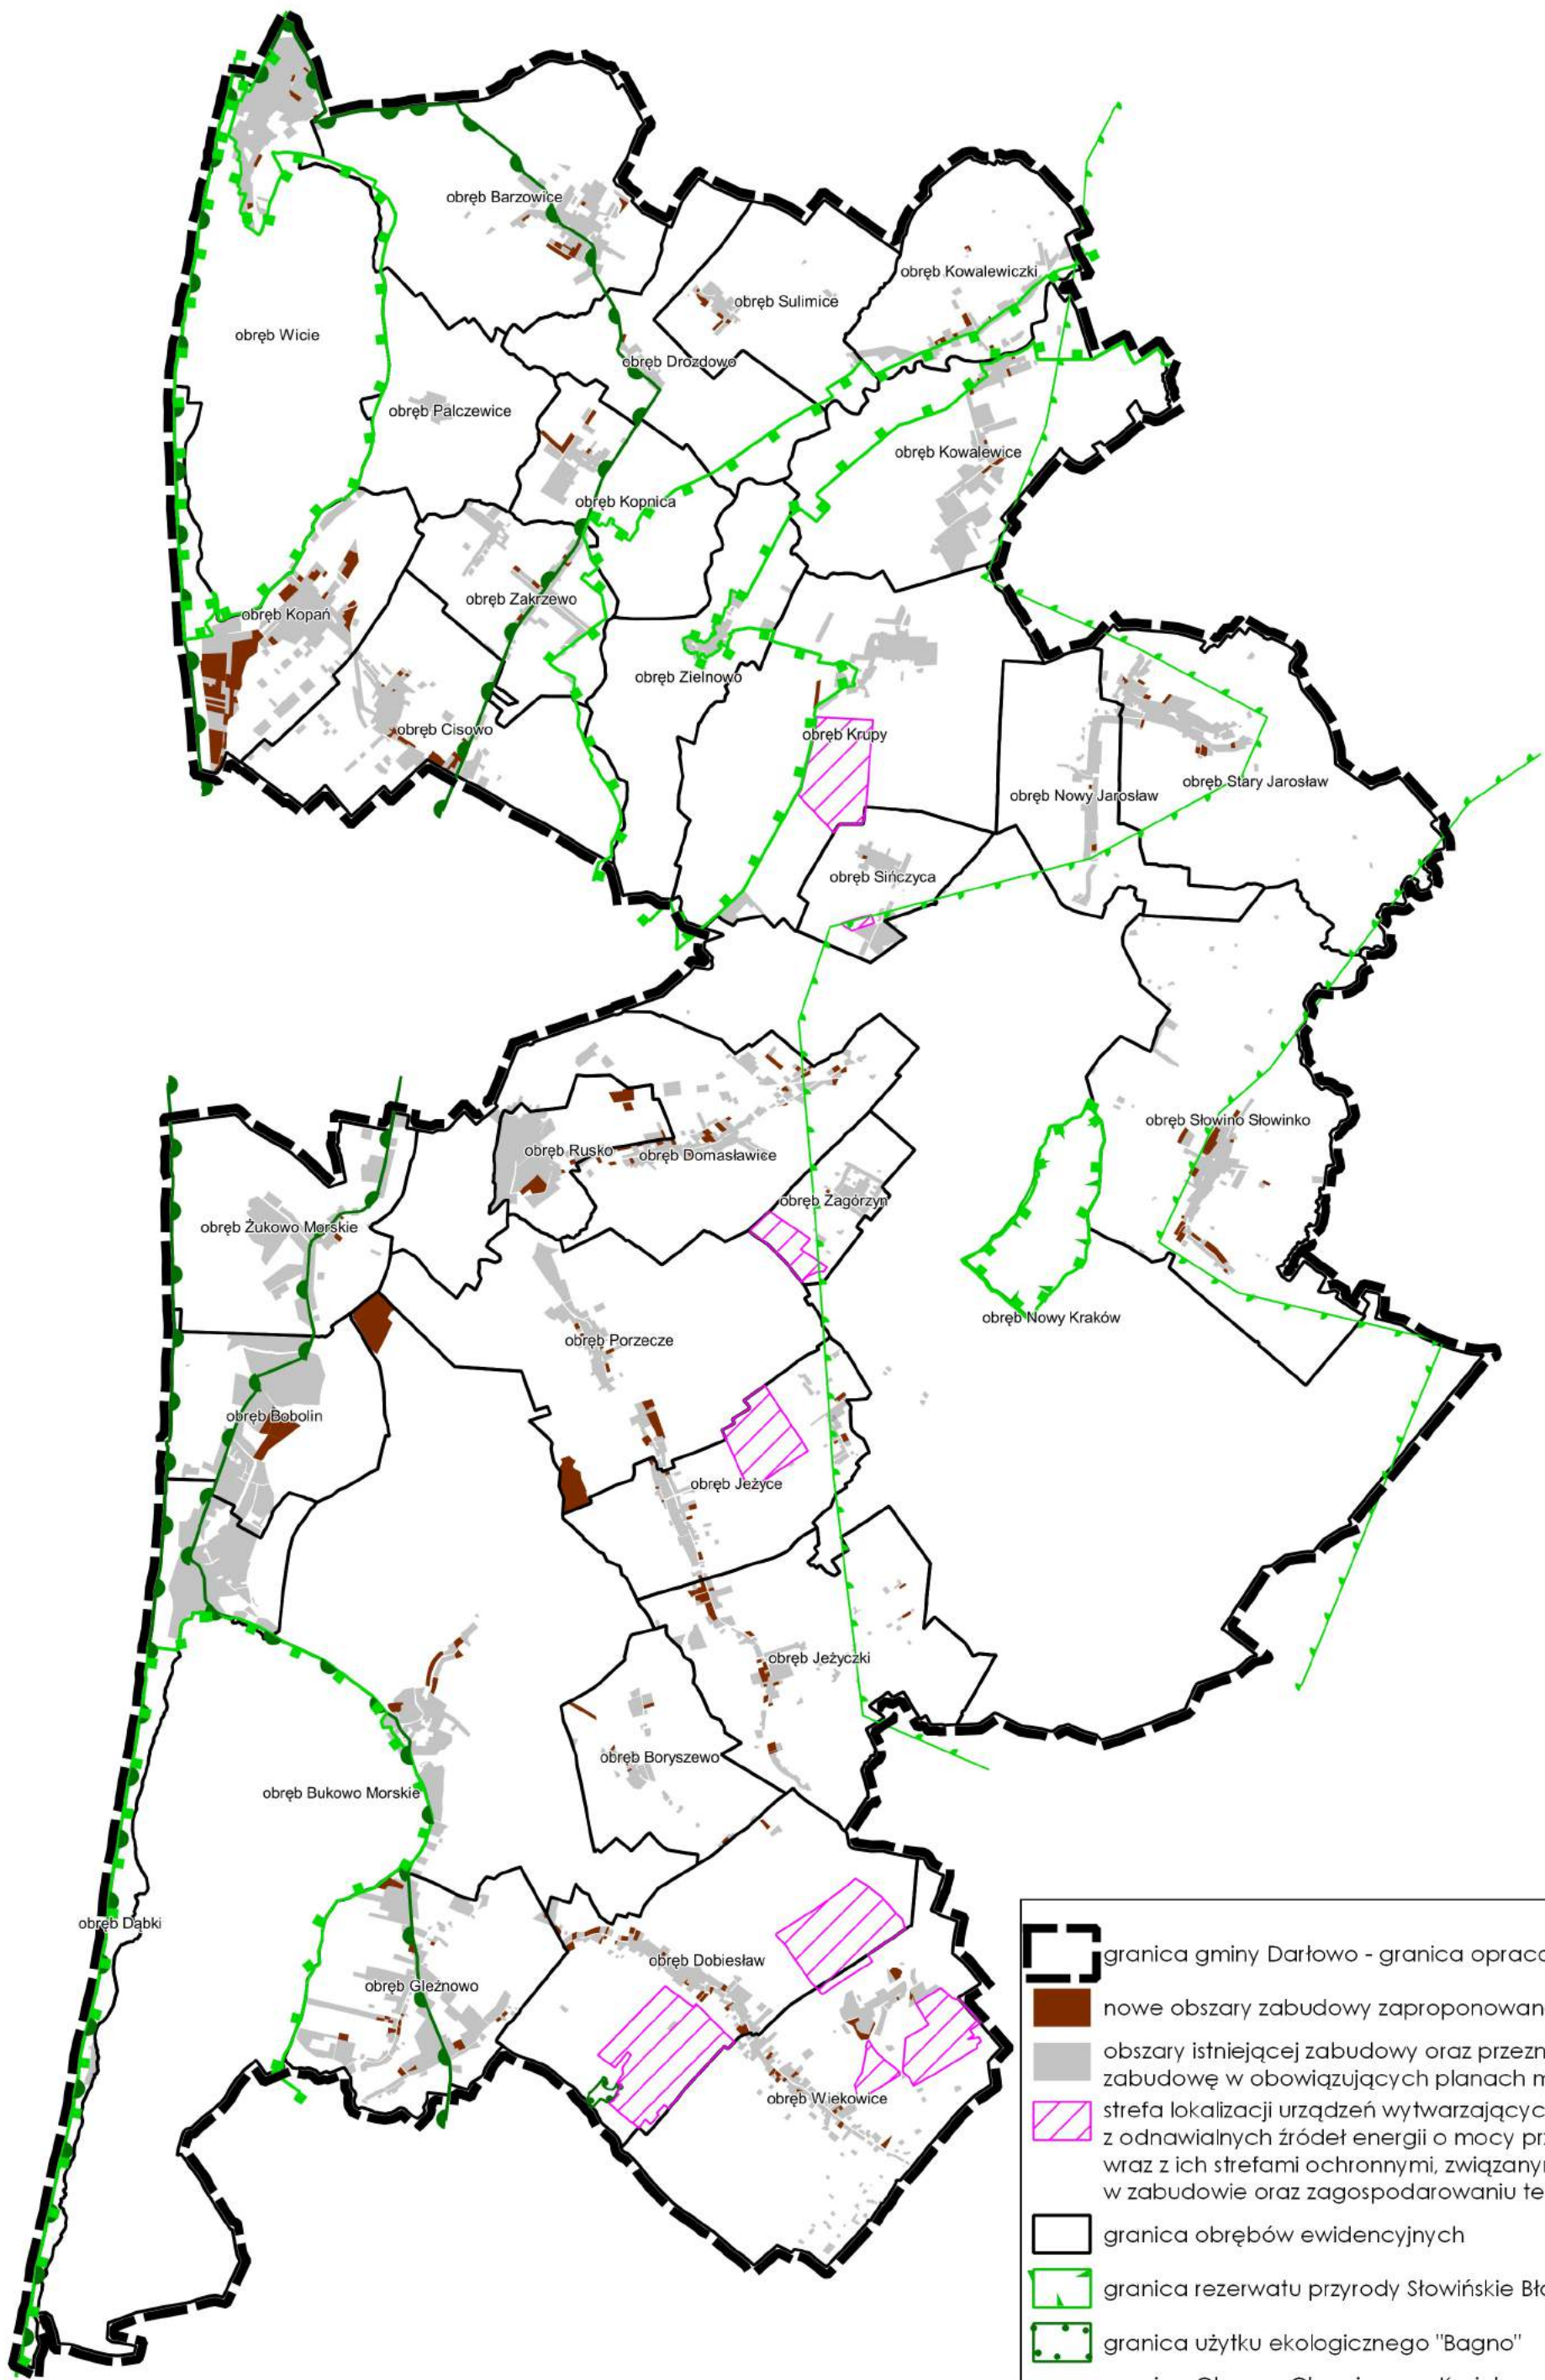 obręb Barzowice
obręb Kowalewiczki
obręb Sulimice
obręb Wicie
obręb Drozdowo
obręb Palczewice
obręb Kowalewice
obręb Kopnica
obręb Zakrzewo
obręb Kopań
obręb Zielnowo
obręb Cisowo
obręb Krupy
obręb Stary Jarosław
obręb Nowy Jarosław
obręb Sińczyca
obręb Słowino Słowinko
obręb Rusko
obręb Domasławice
obręb Zagórzyn
obręb Żukowo Morskie
obręb Nowy Kraków
obręb Porzecze
obręb Bobolin
obręb Jeżyce
obręb Jeżyczki
obręb Boryszewo
obręb Bukowo Morskie
obręb Dąbki
obręb Dobiesław
obręb Gleźnowo
obręb Wiekowice
granica gminy Darłowo - granica opraco
nowe obszary zabudowy zaproponowan
obszary istniejącej zabudowy oraz przezn
zabudowę w obowiązujących planach m
strefa lokalizacji urządzeń wytwarzającyc
z odnawialnych źródeł energii o mocy prz
wraz z ich strefami ochronnymi, związanym
w zabudowie oraz zagospodarowaniu te
granica obrębów ewidencyjnych
granica rezerwatu przyrody Słowińskie Bło
granica użytku ekologicznego "Bagno"